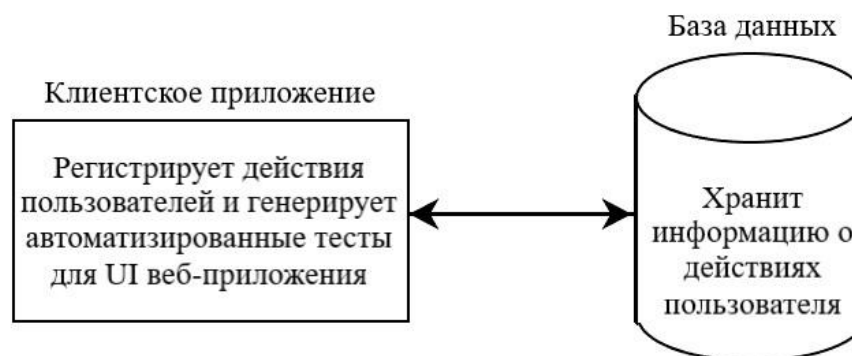 База данных
Клиентское приложение
Регистрирует действия
пользователей и генерирует
автоматизированные тесты
для UI веб-приложения
Хранит
информацию о
действиях
пользователя